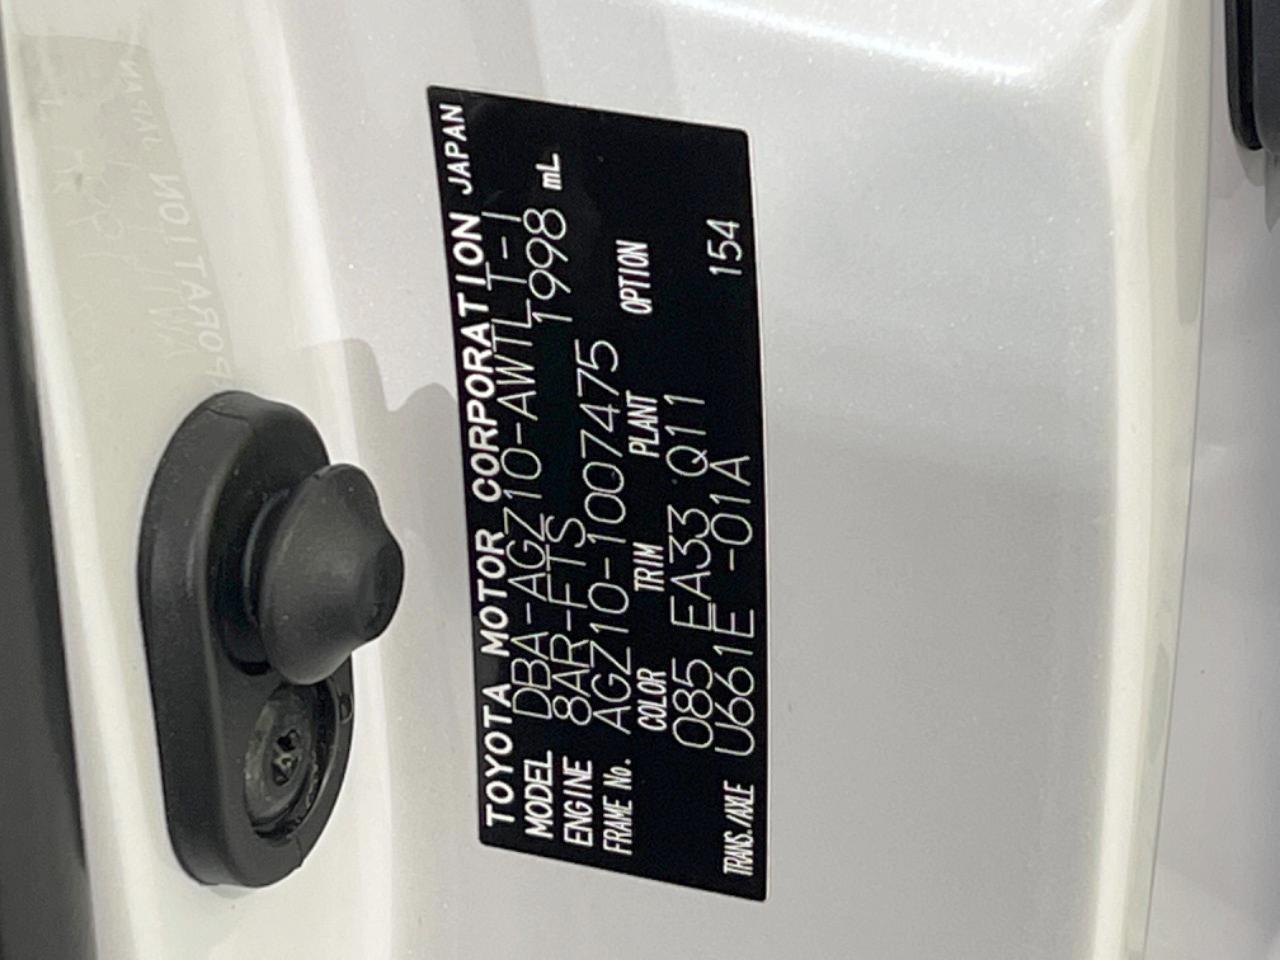 TOYOTA MOTOR CORPORATION JAPAN
MODEL DBA-AGZ10-AWTLT-I
ENGINE 8AR-FTS 1998 mL
FRAME No. AGZ10-1007475
COLOR TRIM PLANT OPTION
085 EA33 Q11
TRANS./AXLE U661E -01A 154